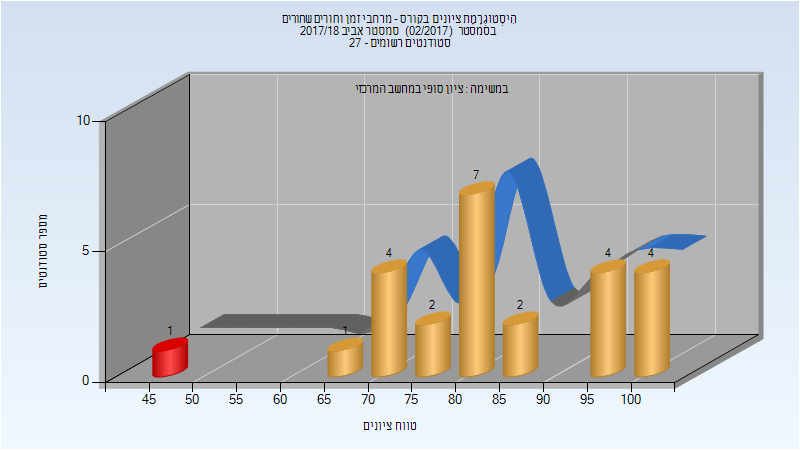 היסטוגרמת ציונים בקורס - מרחבי זמן וחורים שחורים
בסמסטר (02/2017) סמסטר אביב 2017/18
סטודנטים רשומים - 27
במשימה : ציון סופי במחשב המרכזי
10
5
0
מספר סטודנטים
1
1
4
2
7
2
4
4
45 50 55 60 65 70 75 80 85 90 95 100
טווח ציונים